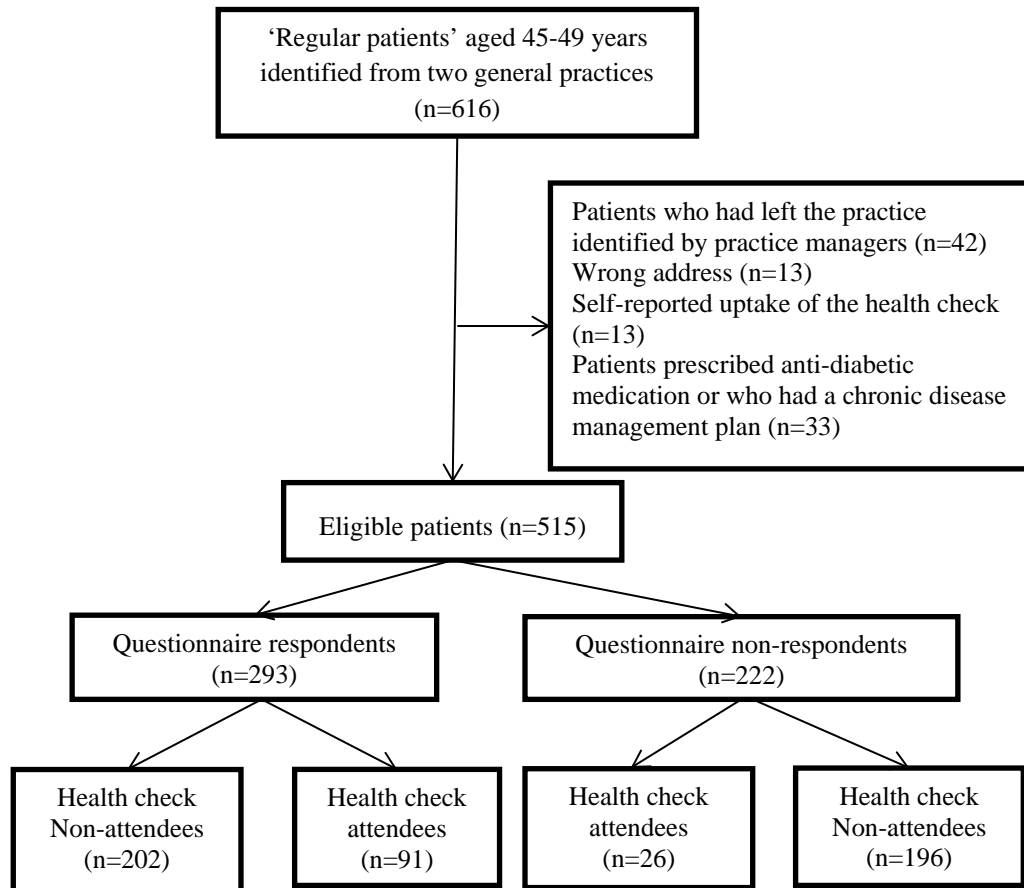 ‘Regular patients’ aged 45-49 years
identified from two general practices
(n=616)
Patients who had left the practice
identified by practice managers (n=42)
Wrong address (n=13)
Self-reported uptake of the health check
(n=13)
Patients prescribed anti-diabetic
medication or who had a chronic disease
management plan (n=33)
Eligible patients (n=515)
Questionnaire respondents
(n=293)
Questionnaire non-respondents
(n=222)
Health check
Non-attendees
(n=202)
Health check
attendees
(n=91)
Health check
attendees
(n=26)
Health check
Non-attendees
(n=196)